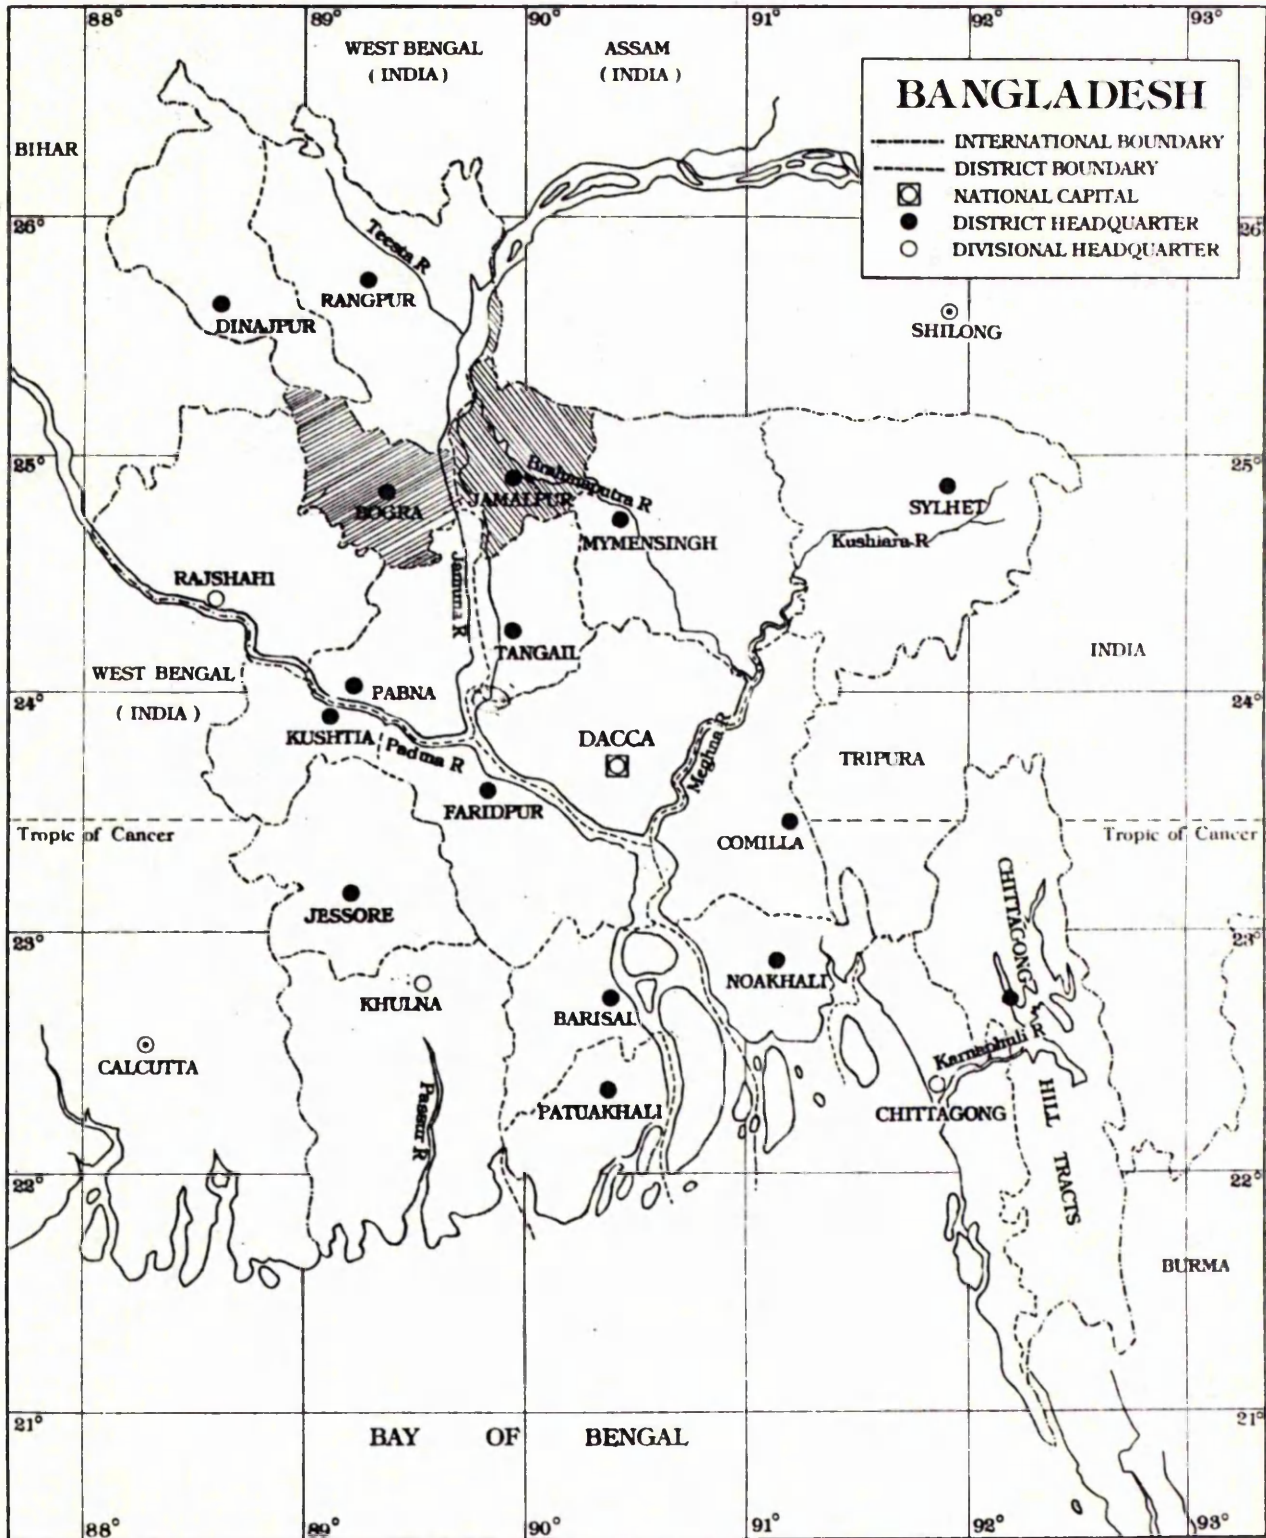 88°
89°
90°
91°
92°
93°
WEST BENGAL
( INDIA )
ASSAM
( INDIA )
BANGLADESH
INTERNATIONAL BOUNDARY
DISTRICT BOUNDARY
NATIONAL CAPITAL
DISTRICT HEADQUARTER
DIVISIONAL HEADQUARTER
BIHAR
26°
26°
Teesta R
RANGPUR
DINAJPUR
SHILONG
25°
25°
Brahmaputra R
JAMALPUR
BOGRA
SYLHET
MYMENSINGH
Kushiara R
Jamuna R
RAJSHAHI
TANGAIL
INDIA
WEST BENGAL
( INDIA )
PABNA
24°
24°
KUSHTIA
Padma R
DACCA
Meghna R
TRIPURA
FARIDPUR
Tropic of Cancer
COMILLA
Tropic of Cancer
JESSORE
CHITTAGONG
23°
23°
NOAKHALI
KHULNA
BARISAL
CALCUTTA
Karnaphuli R
PATUAKHALI
CHITTAGONG
HILL
TRACTS
Passur R
22°
22°
BURMA
21°
21°
BAY OF BENGAL
88°
89°
90°
91°
92°
93°